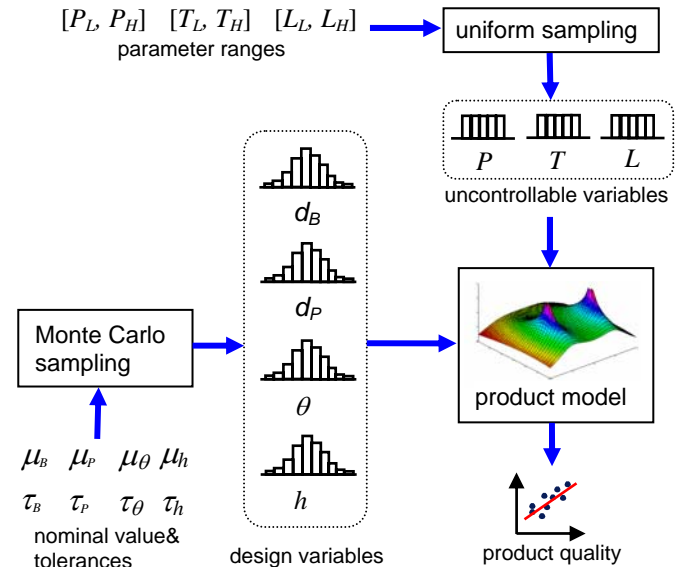 [P_L, P_H] [T_L, T_H] [L_L, L_H]
parameter ranges
uniform sampling
P T L
uncontrollable variables
d_B
d_P
θ
h
design variables
Monte Carlo
sampling
μ_B μ_P μ_θ μ_h
τ_B τ_P τ_θ τ_h
nominal value&
tolerances
product model
product quality